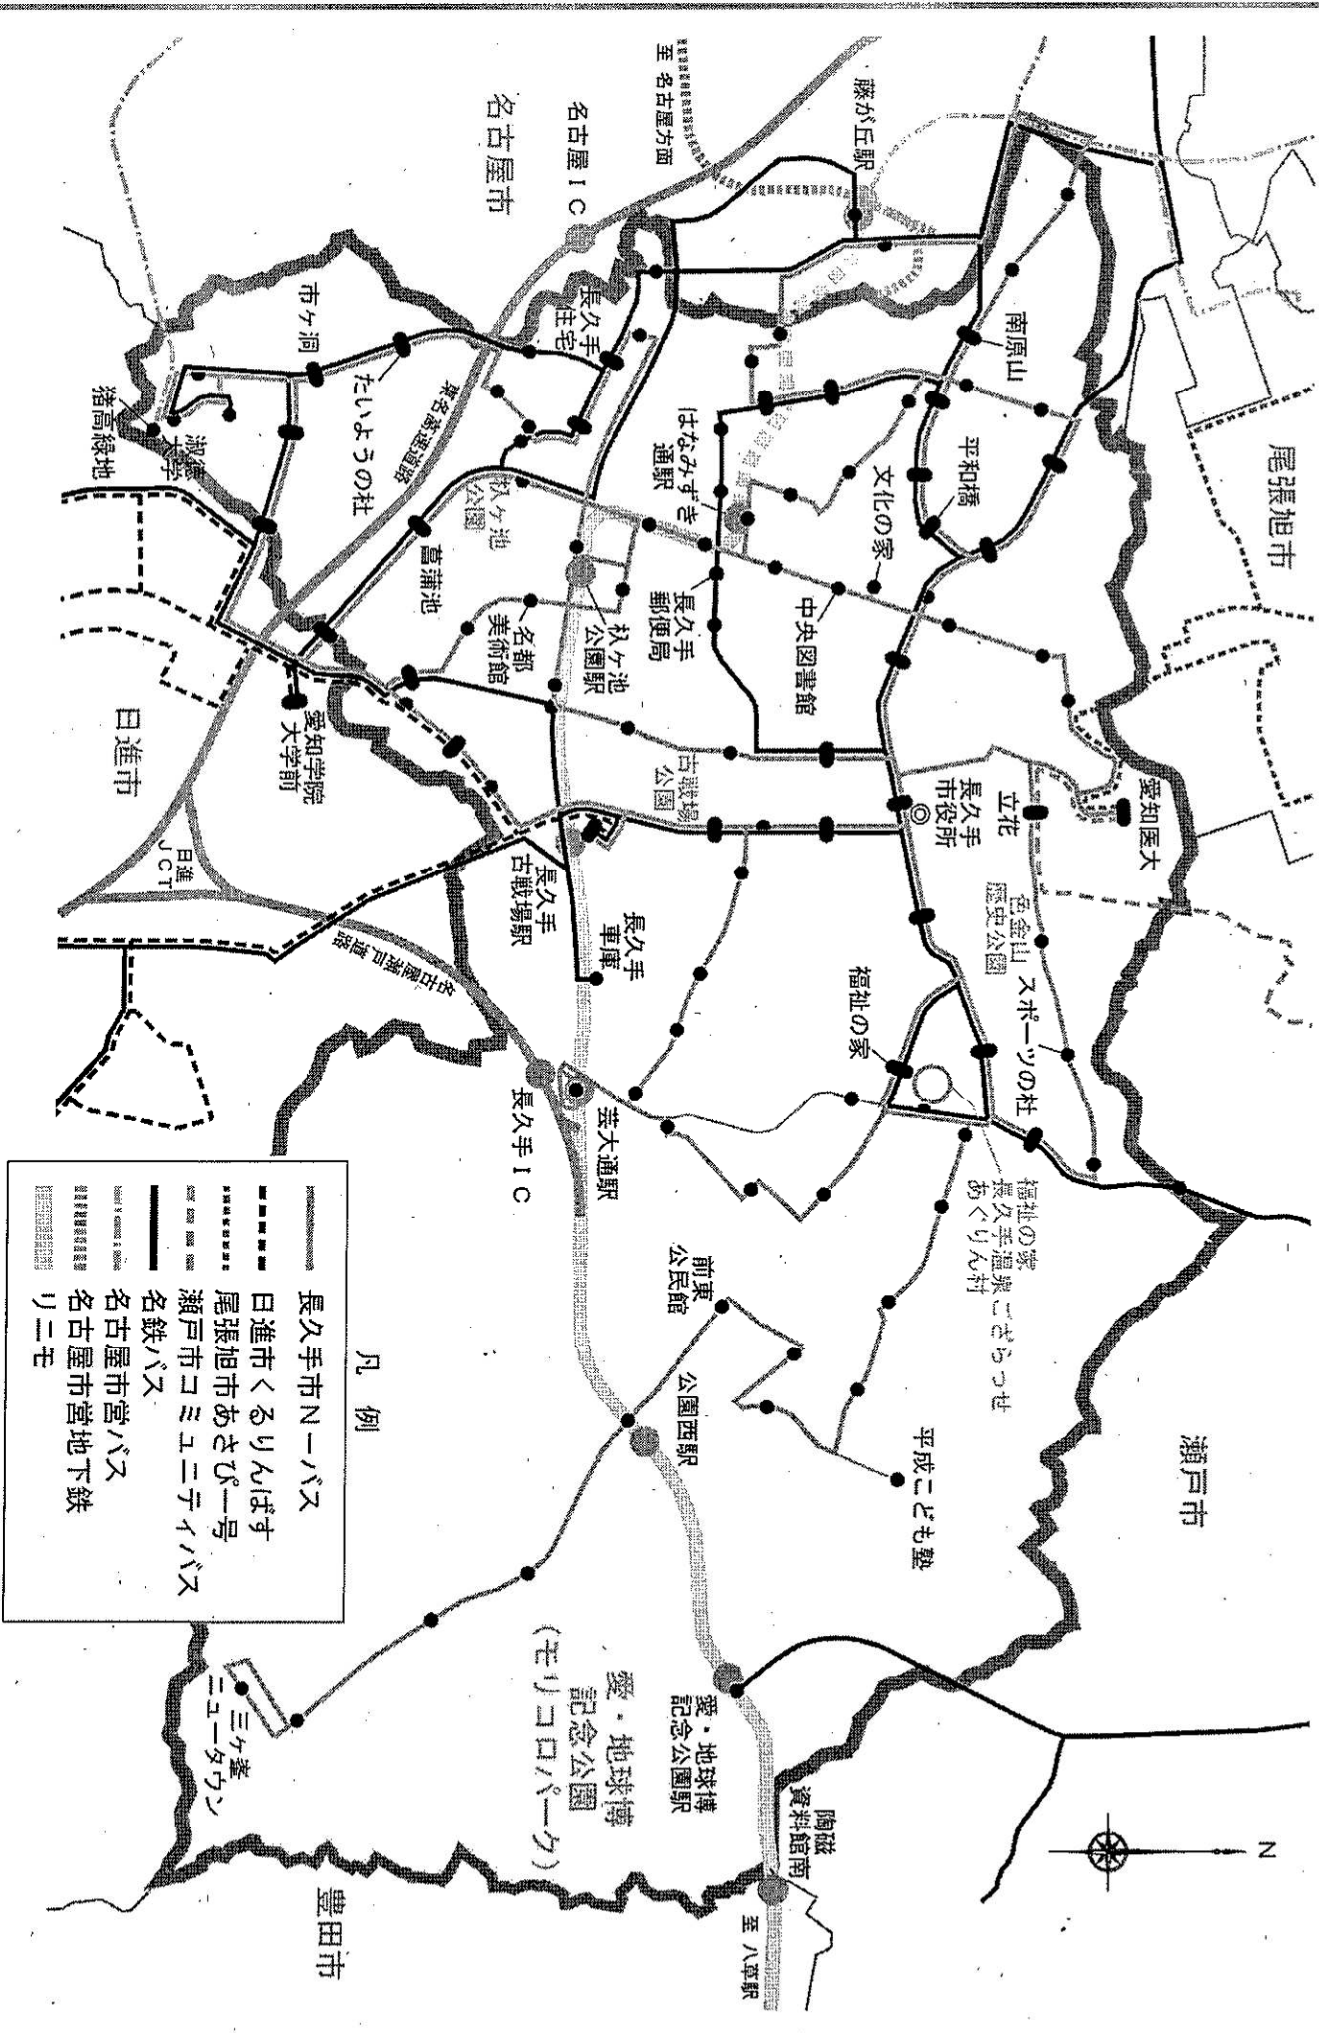 至 名古屋方面
藤が丘駅
名古屋市
名古屋ＩＣ
尾張旭市
南原山
長久手
住宅
市ヶ洞
たいようの杜
東名高速道路
はなみずき
通駅
平和橋
文化の家
淑徳
大学
猪高緑地
杁ヶ池
公園
菖蒲池
長久手
郵便局
中央図書館
杁ヶ池
公園駅
名都
美術館
愛知学院
大学前
日進市
古戦場
公園
長久手
市役所
立花
愛知医大
日進
ＪＣＴ
長久手
古戦場駅
名古屋瀬戸道路
色金山
歴史公園
長久手
車庫
福祉の家
スポーツの杜
長久手ＩＣ
芸大通駅
福祉の家
長久手温泉 ござらっせ
あぐりん村
前東
公民館
公園西駅
平成こども塾
瀬戸市
愛・地球博
記念公園
(モリコロパーク)
愛・地球博
記念公園駅
三ケ峯
ニュータウン
陶磁
資料館南
至 八草駅
豊田市
N
凡 例
長久手市Ｎ－バス
日進市くるりんばす
尾張旭市あさぴー号
瀬戸市コミュニティバス
名鉄バス
名古屋市営バス
名古屋市営地下鉄
リニモ